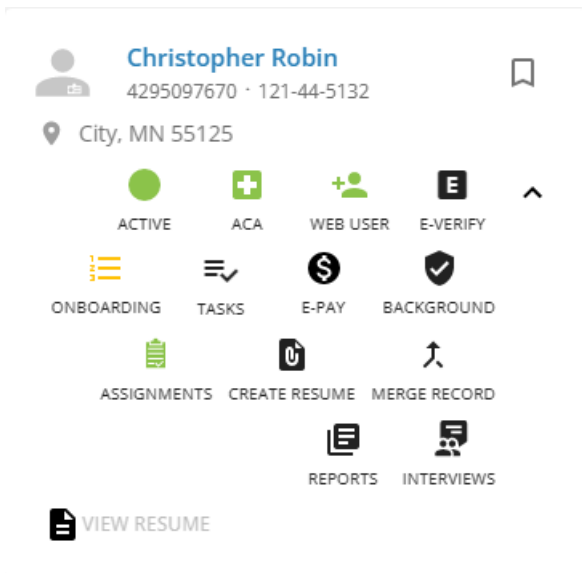 Christopher Robin
4295097670 · 121-44-5132
City, MN 55125
ACTIVE ACA WEB USER E-VERIFY
ONBOARDING TASKS E-PAY BACKGROUND
ASSIGNMENTS CREATE RESUME MERGE RECORD
REPORTS INTERVIEWS
VIEW RESUME